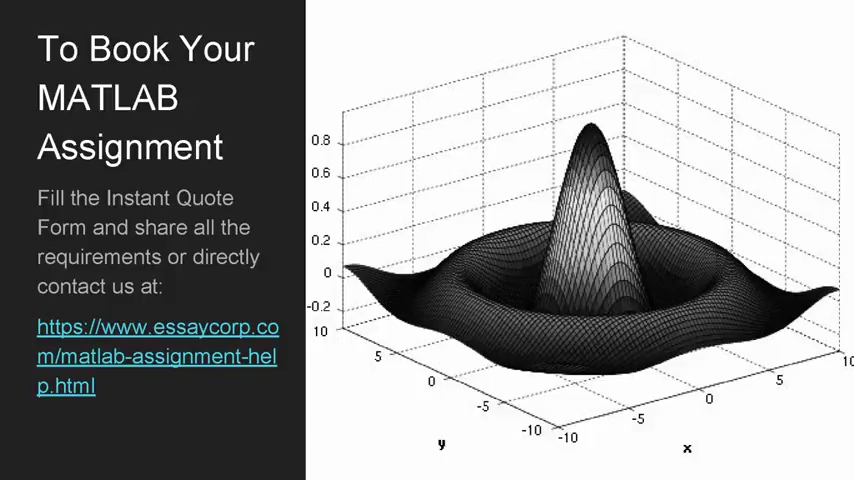 To Book Your
MATLAB
Assignment
Fill the Instant Quote
Form and share all the
requirements or directly
contact us at:
https://www.essaycorp.co
m/matlab-assignment-hel
p.html
0.8
0.6
0.4
0.2
0
-0.2
10
5
0
-5
-10
-10
-5
0
5
10
y
x